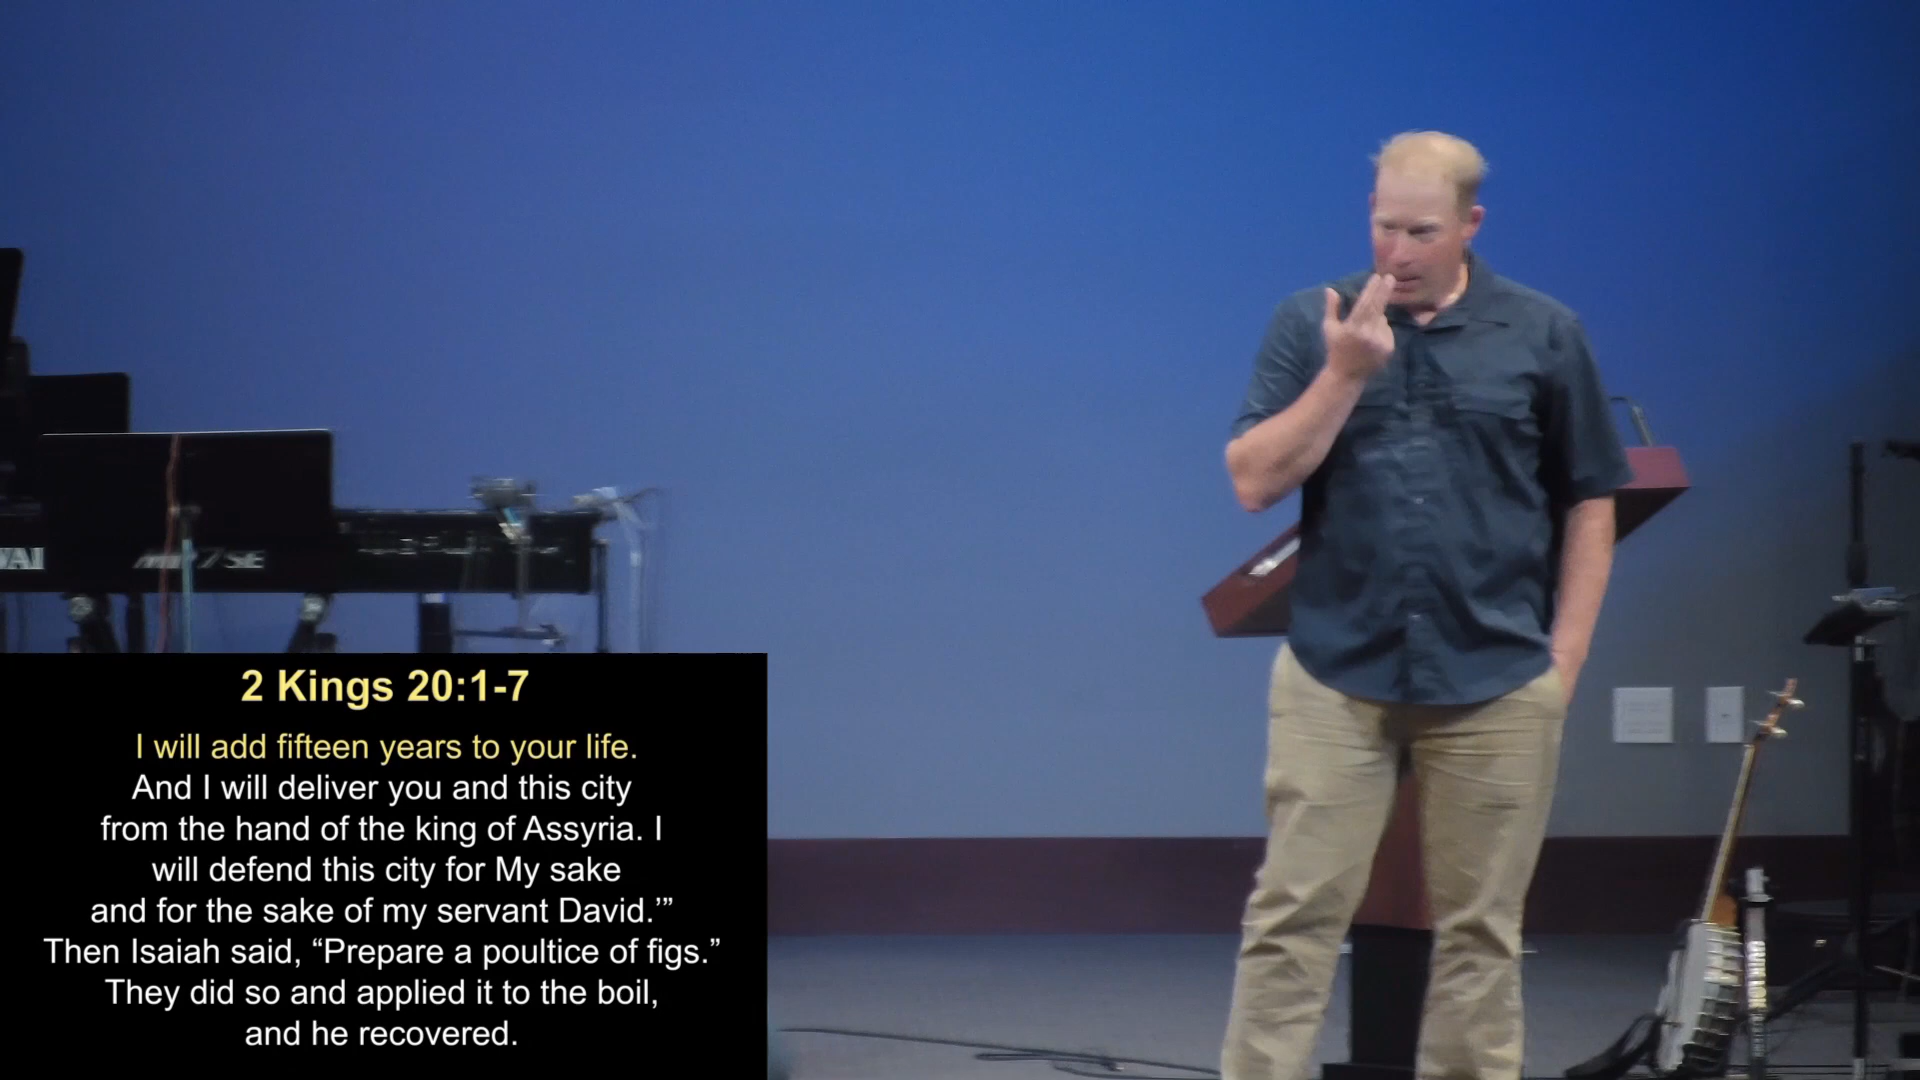 WAI
2 Kings 20:1-7
I will add fifteen years to your life.
And I will deliver you and this city
from the hand of the king of Assyria. I
will defend this city for My sake
and for the sake of my servant David.’”
Then Isaiah said, “Prepare a poultice of figs.”
They did so and applied it to the boil,
and he recovered.